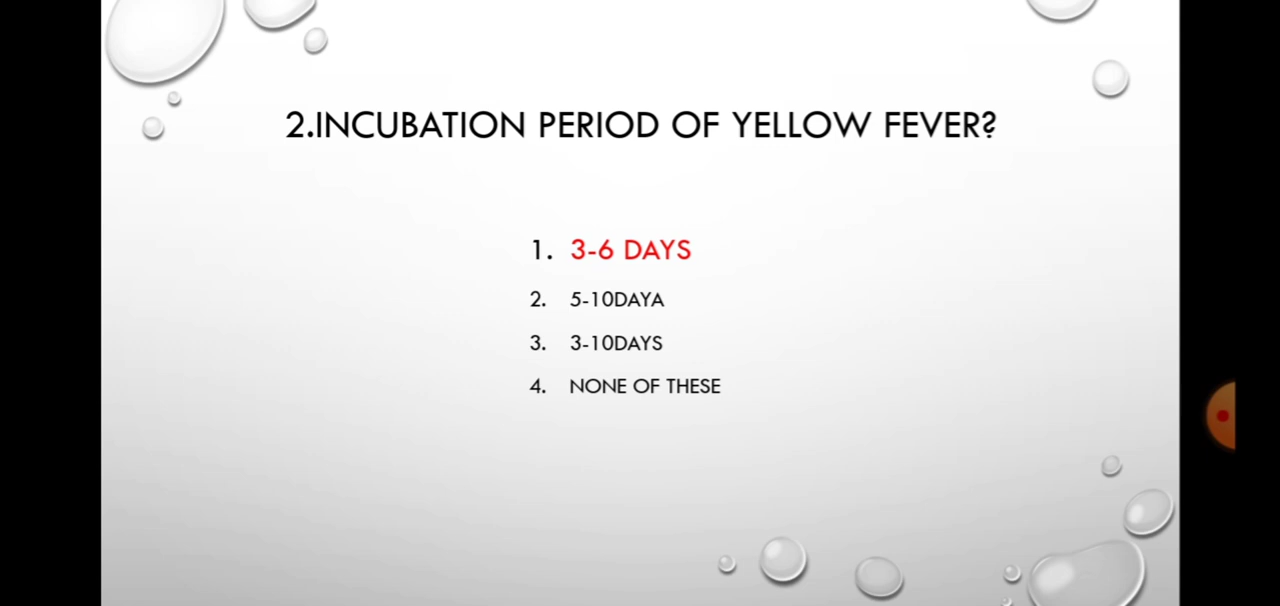 2.INCUBATION PERIOD OF YELLOW FEVER?
1. 3-6 DAYS
2. 5-10DAYA
3. 3-10DAYS
4. NONE OF THESE